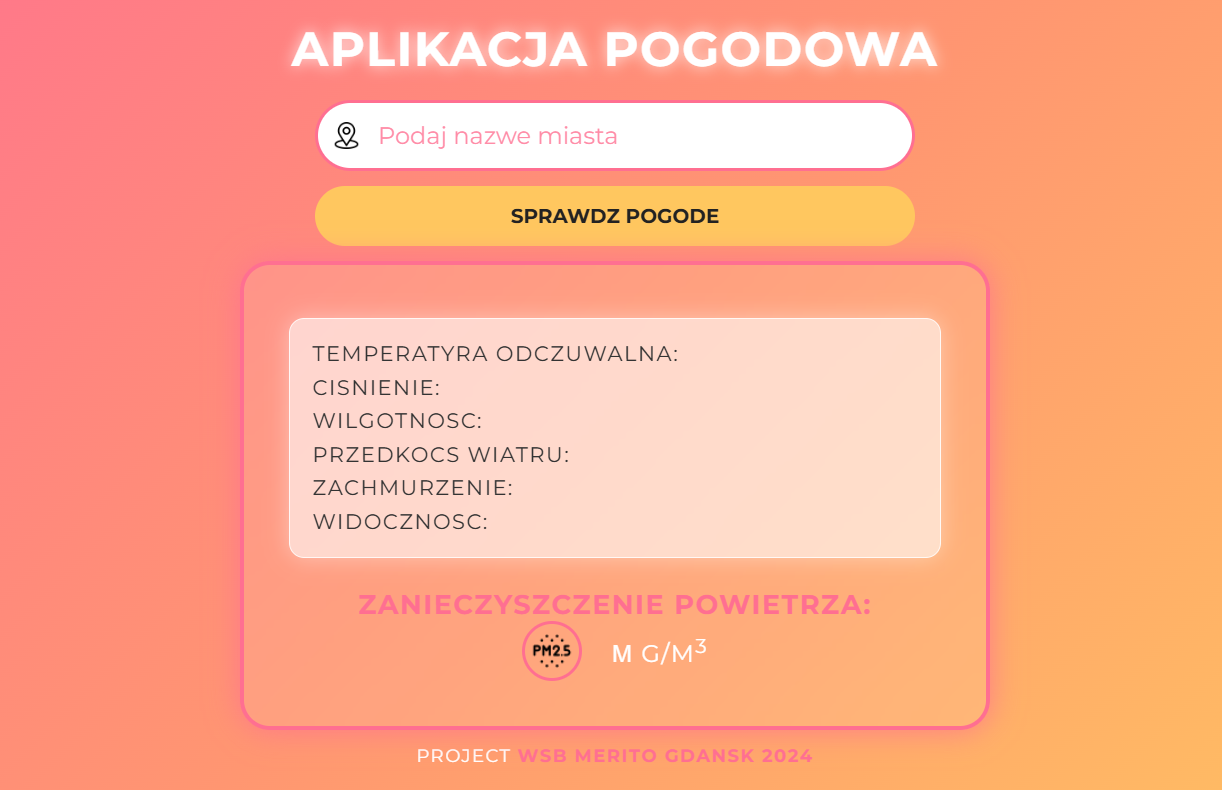 APLIKACJA POGODOWA
Podaj nazwe miasta
SPRAWDZ POGODE
TEMPERATYRA ODCZUWALNA:
CISNIENIE:
WILGOTNOSC:
PRZEDKOCS WIATRU:
ZACHMURZENIE:
WIDOCZNOSC:
ZANIECZYSZCZENIE POWIETRZA:
PM2.5 Μ G/M³
PROJECT WSB MERITO GDANSK 2024